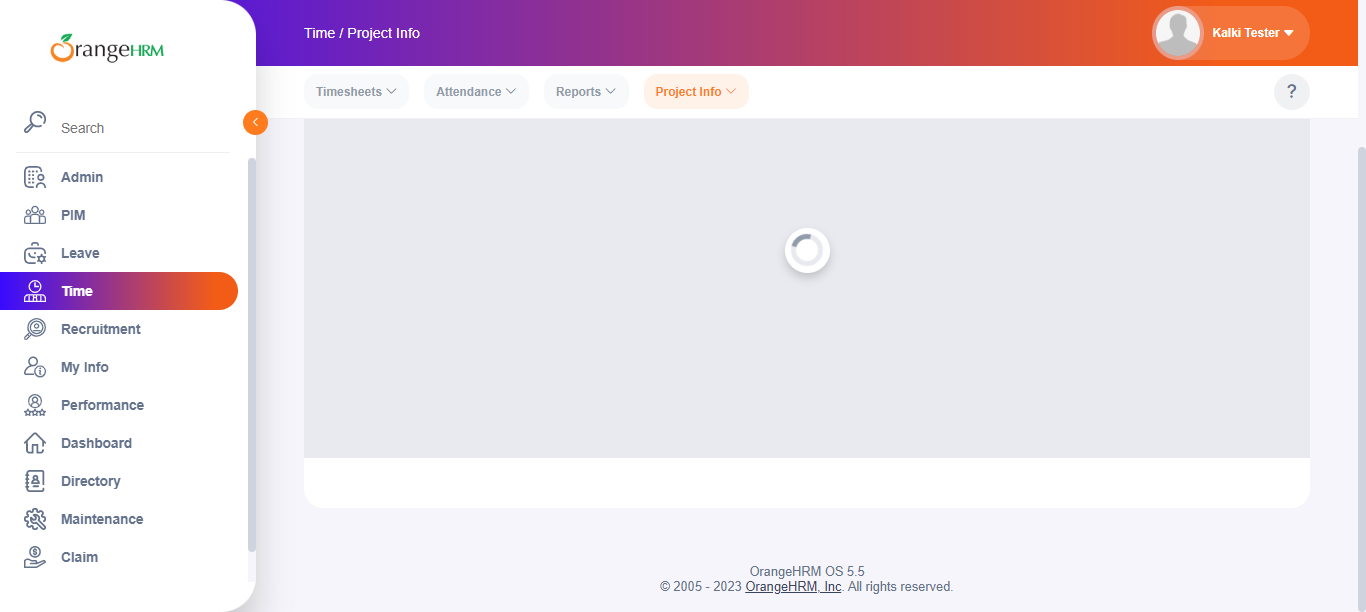 OrangeHRM
Search
Admin
PIM
Leave
Time
Recruitment
My Info
Performance
Dashboard
Directory
Maintenance
Claim
Time / Project Info
Kalki Tester
Timesheets
Attendance
Reports
Project Info
?
OrangeHRM OS 5.5
© 2005 - 2023 OrangeHRM, Inc. All rights reserved.